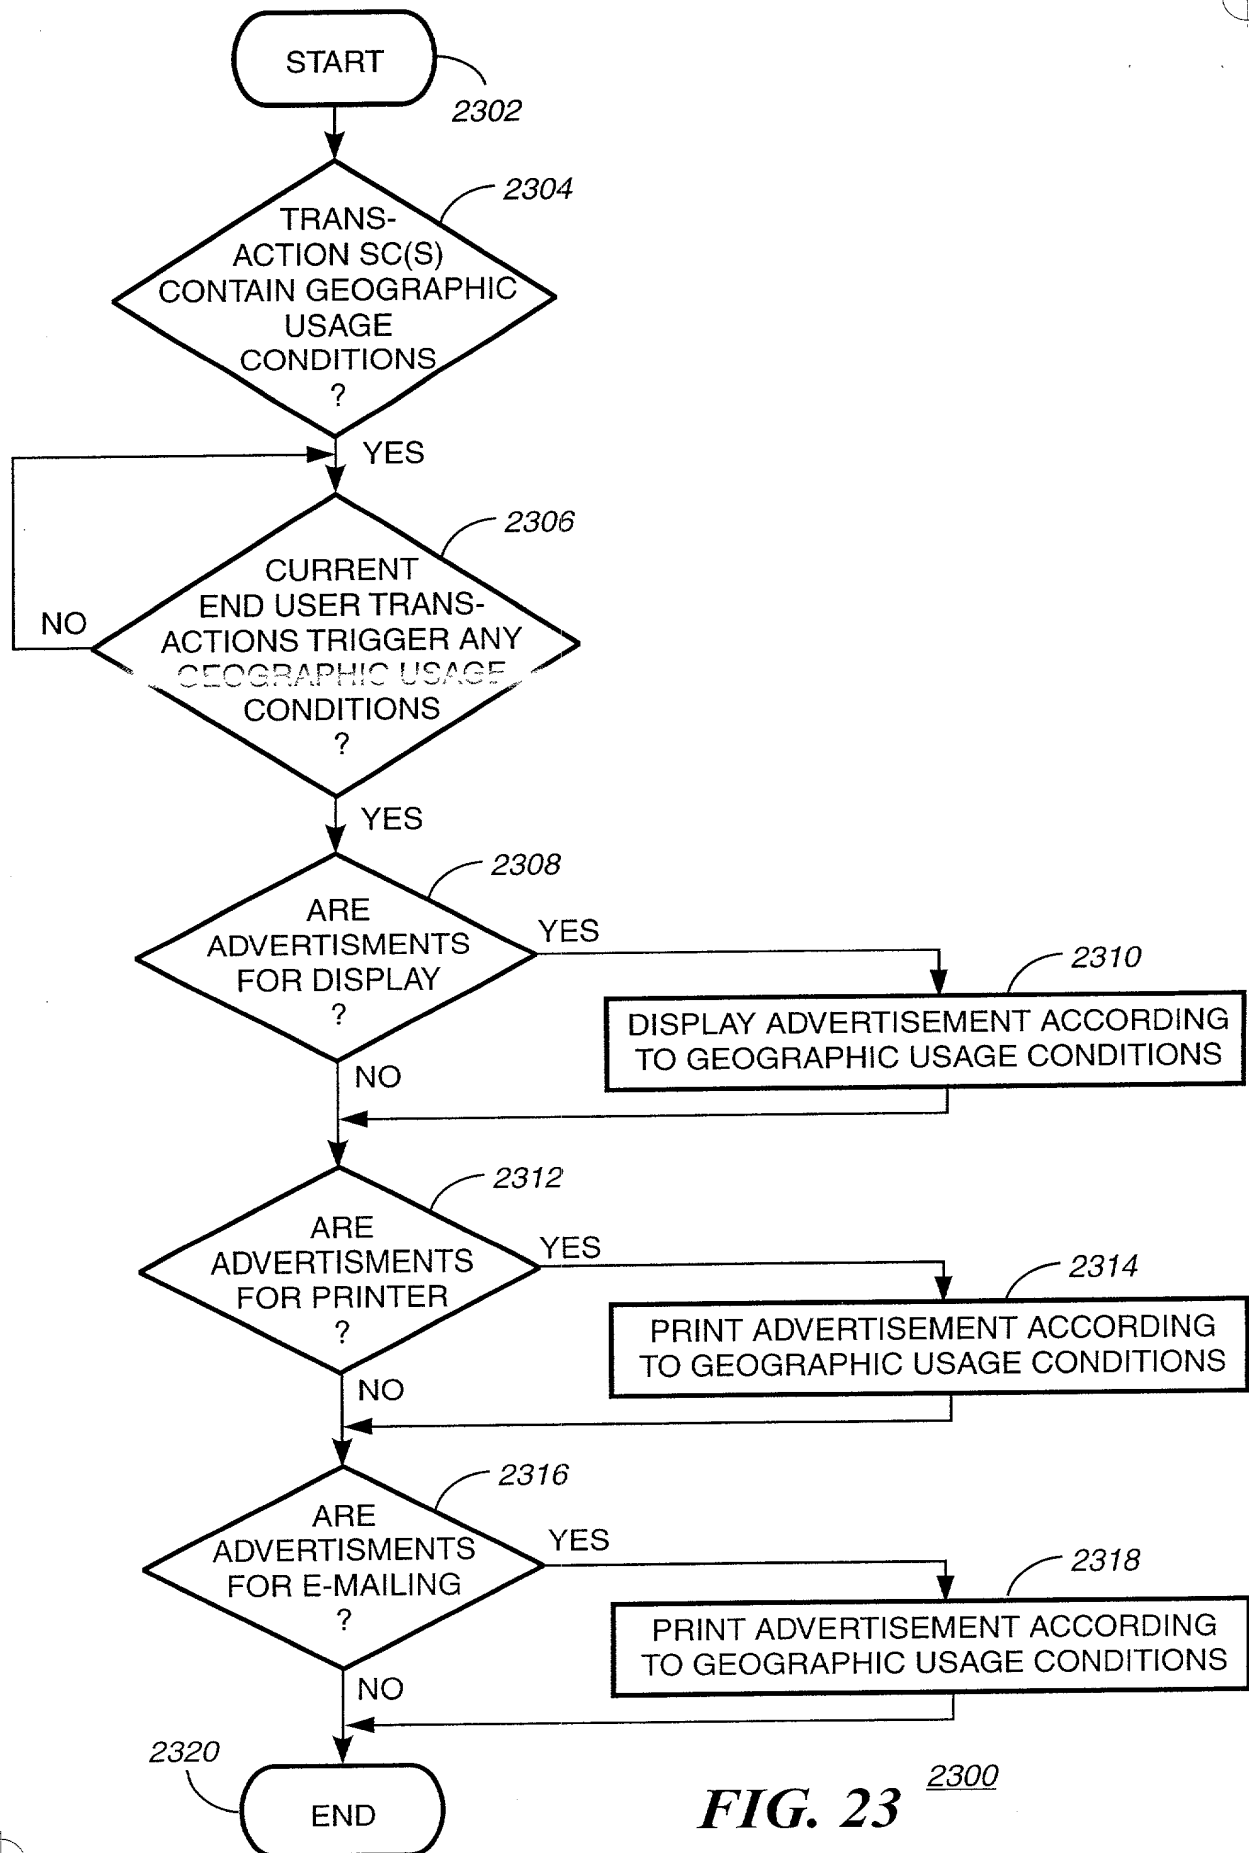 START
2302
2304
TRANS-
ACTION SC(S)
CONTAIN GEOGRAPHIC
USAGE
CONDITIONS
?
YES
2306
CURRENT
END USER TRANS-
ACTIONS TRIGGER ANY
GEOGRAPHIC USAGE
CONDITIONS
?
NO
YES
2308
ARE
ADVERTISMENTS
FOR DISPLAY
?
YES
2310
DISPLAY ADVERTISEMENT ACCORDING
TO GEOGRAPHIC USAGE CONDITIONS
NO
2312
ARE
ADVERTISMENTS
FOR PRINTER
?
YES
2314
PRINT ADVERTISEMENT ACCORDING
TO GEOGRAPHIC USAGE CONDITIONS
NO
2316
ARE
ADVERTISMENTS
FOR E-MAILING
?
YES
2318
PRINT ADVERTISEMENT ACCORDING
TO GEOGRAPHIC USAGE CONDITIONS
NO
2320
END
FIG. 23
2300